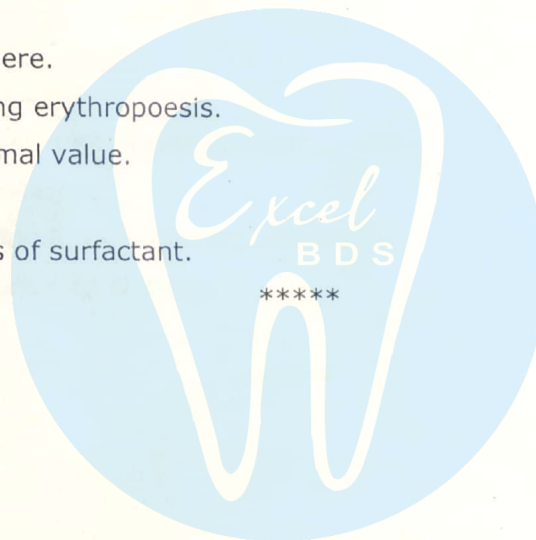 ere.
ng erythropoesis.
mal value.
Excel
BDS
s of surfactant.
*****